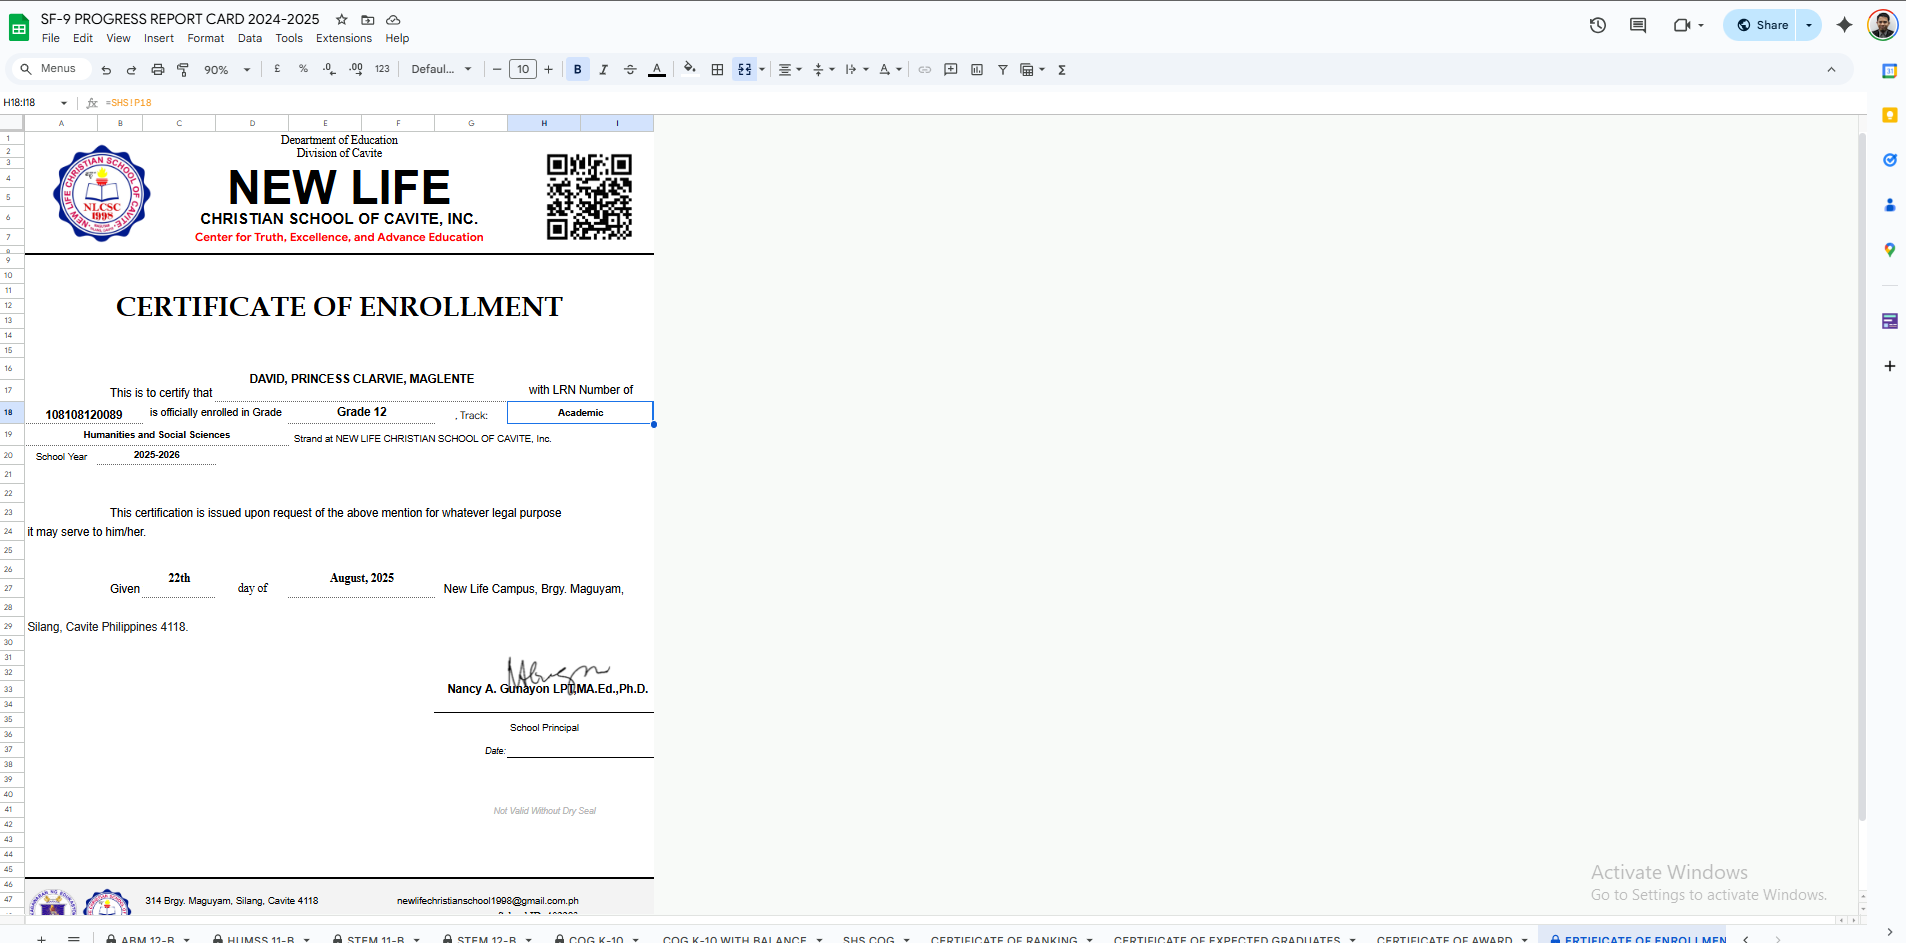 SF-9 PROGRESS REPORT CARD 2024-2025
File Edit View Insert Format Data Tools Extensions Help
Share
Menus 90% £ % .0 .00 123 Defaul... 10 B I A Σ
H18:I18 fx =SHS!P18
A B C D E F G H I
Department of Education
Division of Cavite
NEW LIFE
CHRISTIAN SCHOOL OF CAVITE, INC.
Center for Truth, Excellence, and Advance Education
NEW LIFE CHRISTIAN SCHOOL OF CAVITE
NLCSC
1998
CERTIFICATE OF ENROLLMENT
This is to certify that DAVID, PRINCESS CLARVIE, MAGLENTE with LRN Number of
108108120089 is officially enrolled in Grade Grade 12 , Track: Academic
Humanities and Social Sciences Strand at NEW LIFE CHRISTIAN SCHOOL OF CAVITE, Inc.
School Year 2025-2026
This certification is issued upon request of the above mention for whatever legal purpose
it may serve to him/her.
Given 22th day of August, 2025 New Life Campus, Brgy. Maguyam,
Silang, Cavite Philippines 4118.
Nancy A. Gunayon LPT,MA.Ed.,Ph.D.
School Principal
Date:
Not Valid Without Dry Seal
314 Brgy. Maguyam, Silang, Cavite 4118 newlifechristianschool1998@gmail.com.ph
Activate Windows
Go to Settings to activate Windows.
ABM 12-B HUMSS 11-B STEM 11-B STEM 12-B COG K-10 COG K-10 WITH BALANCE SHS COG CERTIFICATE OF RANKING CERTIFICATE OF EXPECTED GRADUATES CERTIFICATE OF AWARD ERTIFICATE OF ENROLLMEN